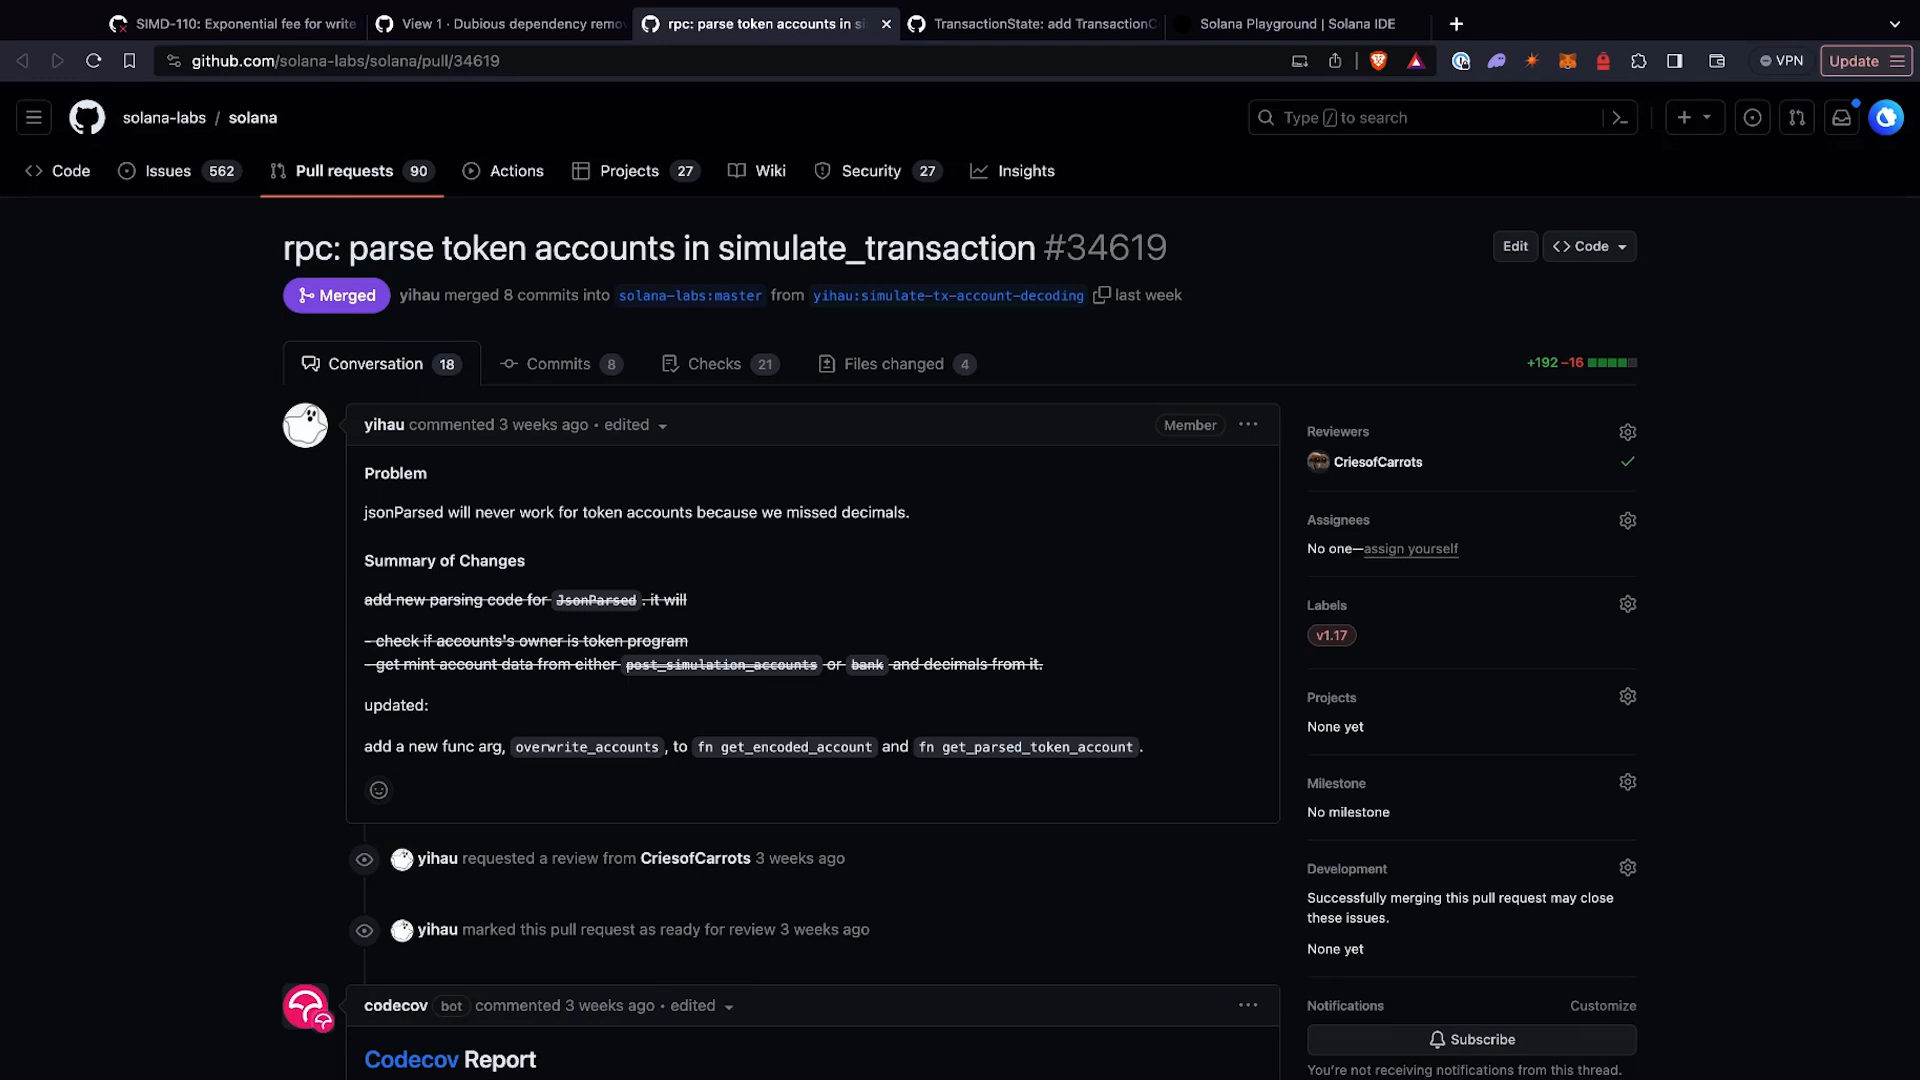 SIMD-110: Exponential fee for write
View 1 · Dubious dependency remo
rpc: parse token accounts in si
TransactionState: add TransactionC
Solana Playground | Solana IDE
github.com/solana-labs/solana/pull/34619
VPN
Update
solana-labs / solana
Type / to search
Code
Issues 562
Pull requests 90
Actions
Projects 27
Wiki
Security 27
Insights
rpc: parse token accounts in simulate_transaction #34619
Edit
<> Code
Merged
yihau merged 8 commits into solana-labs:master from yihau:simulate-tx-account-decoding last week
Conversation 18
Commits 8
Checks 21
Files changed 4
+192 −16
yihau commented 3 weeks ago • edited
Member
Problem
jsonParsed will never work for token accounts because we missed decimals.
Summary of Changes
add new parsing code for JsonParsed. it will
- check if accounts's owner is token program
- get mint account data from either post_simulation_accounts or bank and decimals from it.
updated:
add a new func arg, overwrite_accounts, to fn get_encoded_account and fn get_parsed_token_account.
yihau requested a review from CriesofCarrots 3 weeks ago
yihau marked this pull request as ready for review 3 weeks ago
codecov bot commented 3 weeks ago • edited
Codecov Report
Reviewers
CriesofCarrots
Assignees
No one—assign yourself
Labels
v1.17
Projects
None yet
Milestone
No milestone
Development
Successfully merging this pull request may close
these issues.
None yet
Notifications
Customize
Subscribe
You're not receiving notifications from this thread.